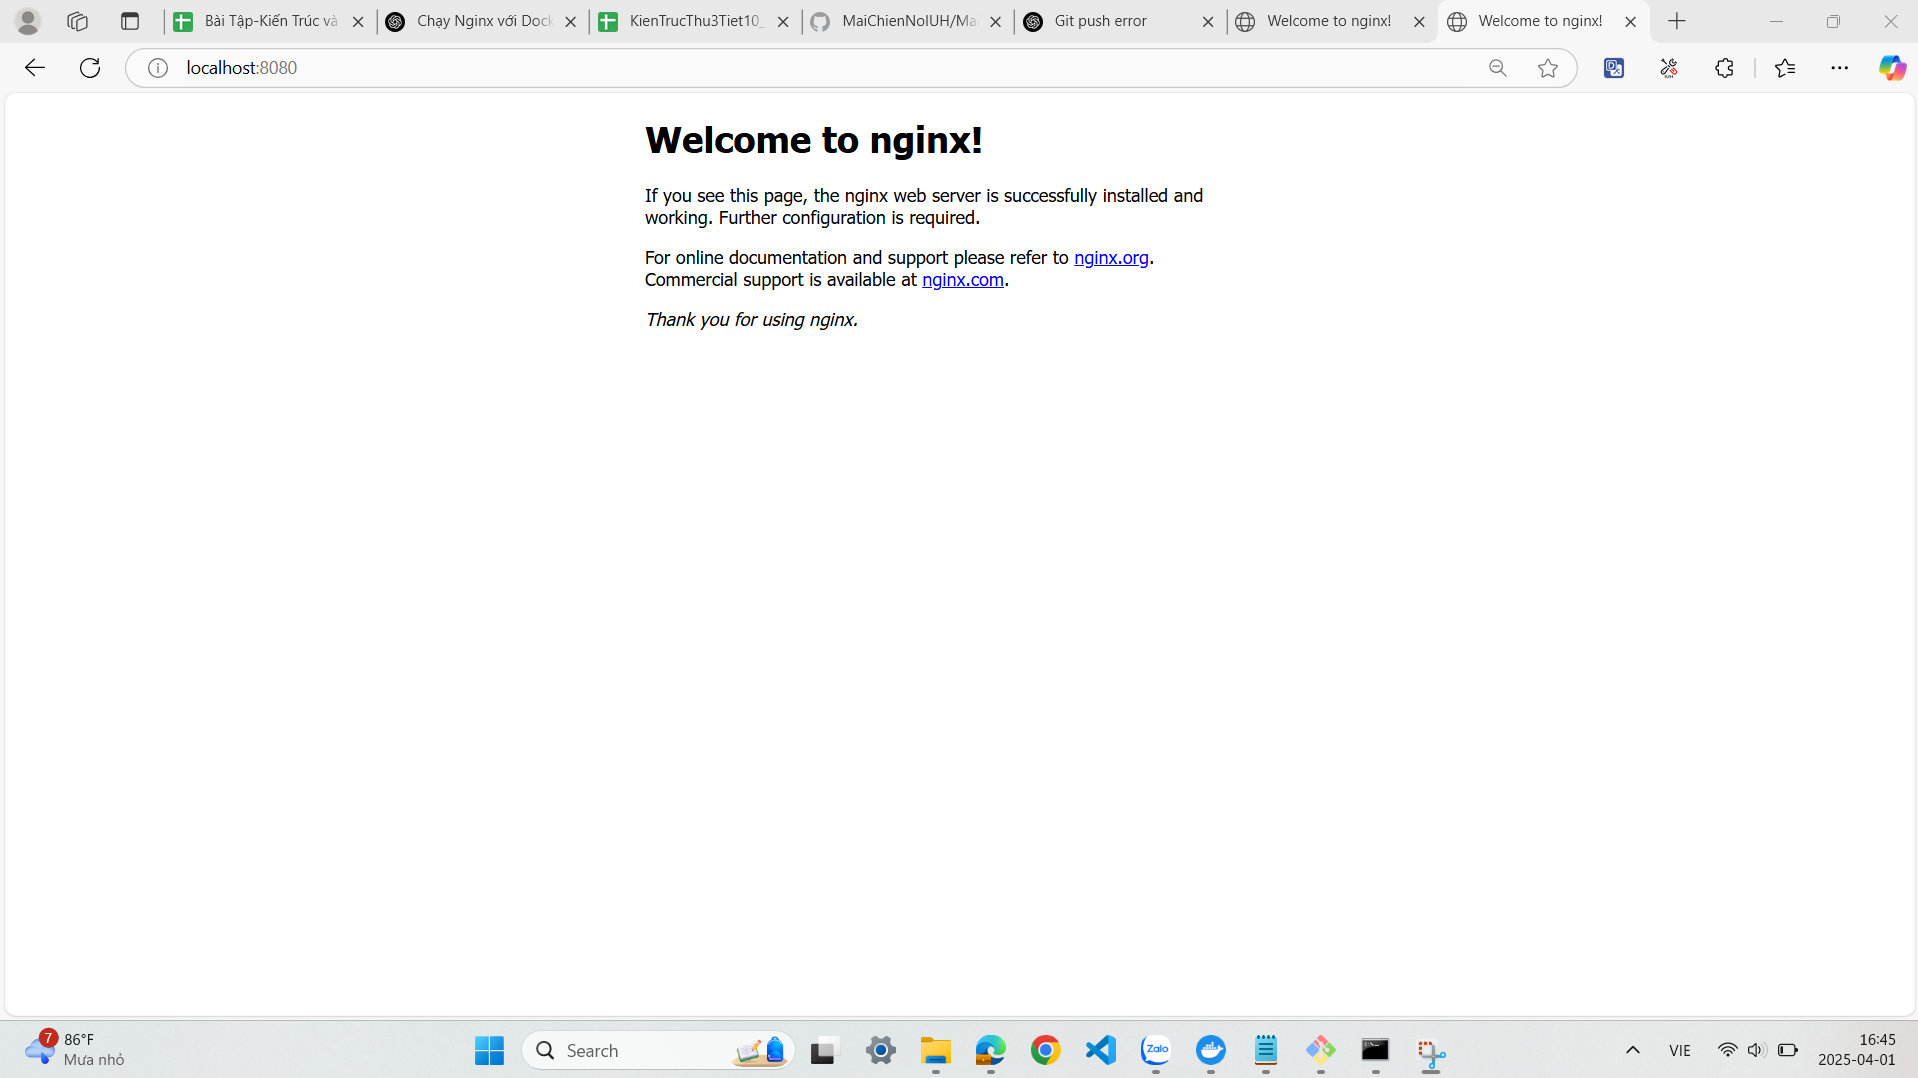 Bài Tập-Kiến Trúc và
Chạy Nginx với Dock
KienTrucThu3Tiet10_
MaiChienNoIUH/Ma
Git push error
Welcome to nginx!
Welcome to nginx!
localhost:8080
Welcome to nginx!
If you see this page, the nginx web server is successfully installed and
working. Further configuration is required.
For online documentation and support please refer to nginx.org.
Commercial support is available at nginx.com.
Thank you for using nginx.
7
86°F
Mưa nhỏ
Search
Zalo
VIE
16:45
2025-04-01